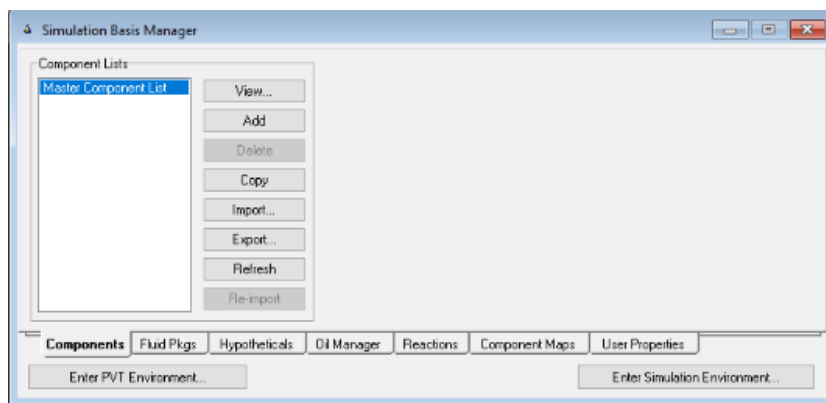 Simulation Basis Manager
Component Lists
Master Component List
View...
Add
Delete
Copy
Import...
Export...
Refresh
Re-import
Components Fluid Pkgs Hypotheticals Oil Manager Reactions Component Maps User Properties
Enter PVT Environment... Enter Simulation Environment...